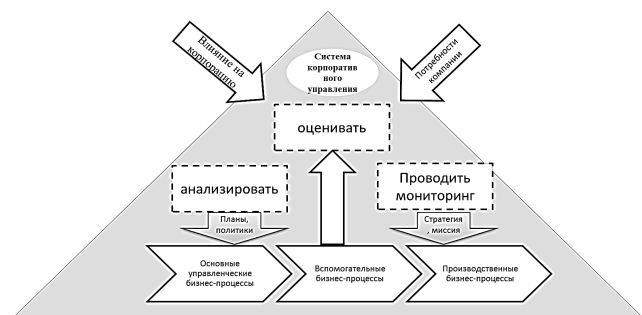 Влияние на
корпорацию
Система
корпоратив
ного
управления
Потребности
компании
оценивать
анализировать
Проводить
мониторинг
Планы,
политики
Стратегия
, миссия
Основные
управленческие
бизнес-процессы
Вспомогательные
бизнес-процессы
Производственные
бизнес-процессы